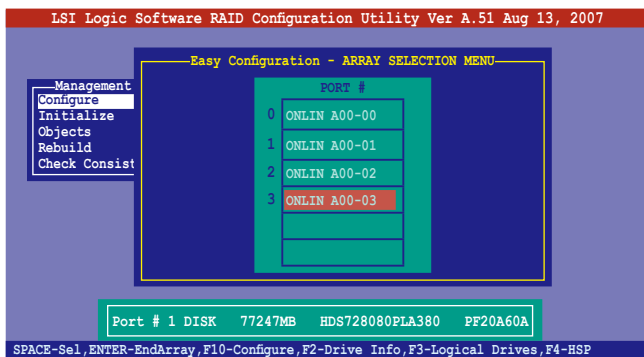 LSI Logic Software RAID Configuration Utility Ver A.51 Aug 13, 2007
Easy Configuration - ARRAY SELECTION MENU
Management
Configure
Initialize
Objects
Rebuild
Check Consist
PORT #
0 ONLIN A00-00
1 ONLIN A00-01
2 ONLIN A00-02
3 ONLIN A00-03
Port # 1 DISK 77247MB HDS728080PLA380 PF20A60A
SPACE-Sel,ENTER-EndArray,F10-Configure,F2-Drive Info,F3-Logical Drives,F4-HSP